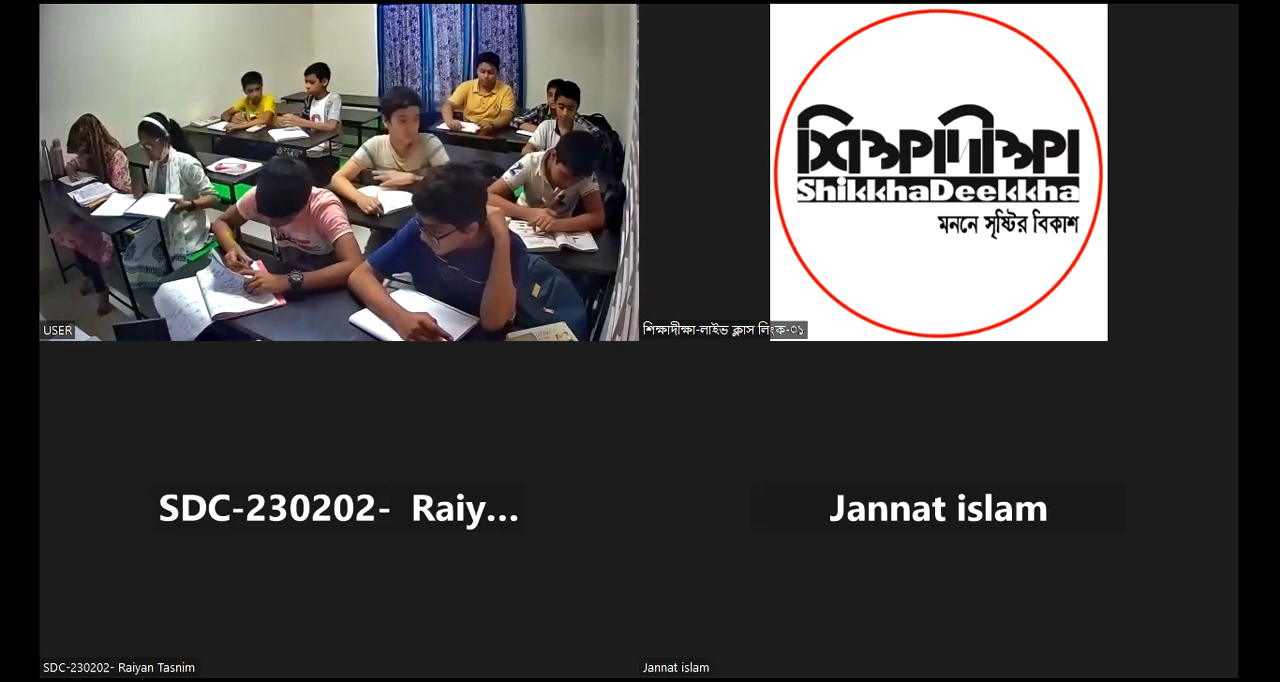 USER
শিক্ষাদীক্ষা
ShikkhaDeekkha
মননে সৃষ্টির বিকাশ
শিক্ষাদীক্ষা-লাইভ ক্লাস লিংক-০১
SDC-230202- Raiy...
Jannat islam
SDC-230202- Raiyan Tasnim
Jannat islam